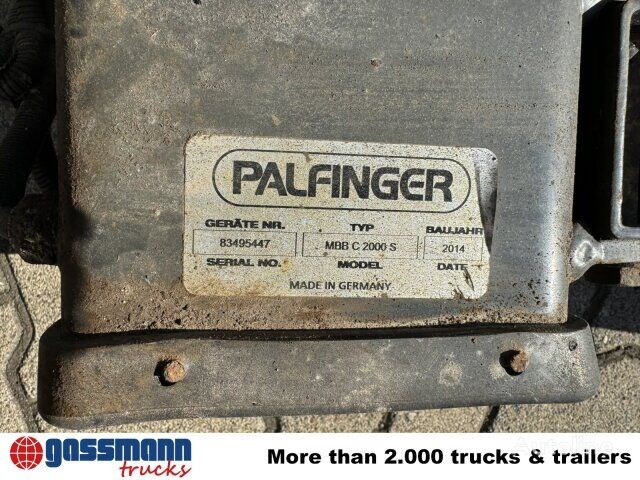 PALFINGER
GERÄTE NR. TYP BAUJAHR
83495447 MBB C 2000 S 2014
SERIAL NO. MODEL DATE
MADE IN GERMANY
gassmann
trucks
More than 2.000 trucks & trailers
Autoline